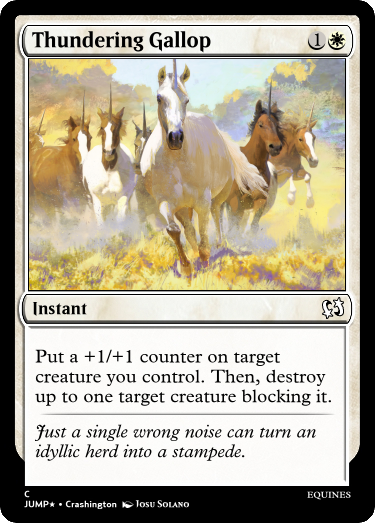 Thundering Gallop 1
Instant
Put a +1/+1 counter on target
creature you control. Then, destroy
up to one target creature blocking it.
Just a single wrong noise can turn an
idyllic herd into a stampede.
C
JUMP★ • Crashington Josu Solano
EQUINES